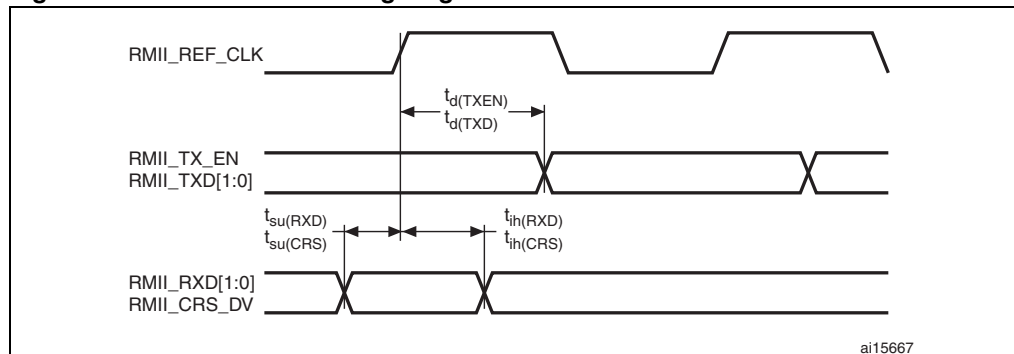 RMII_REF_CLK
td(TXEN)
td(TXD)
RMII_TX_EN
RMII_TXD[1:0]
tsu(RXD)
tsu(CRS)
tih(RXD)
tih(CRS)
RMII_RXD[1:0]
RMII_CRS_DV
ai15667